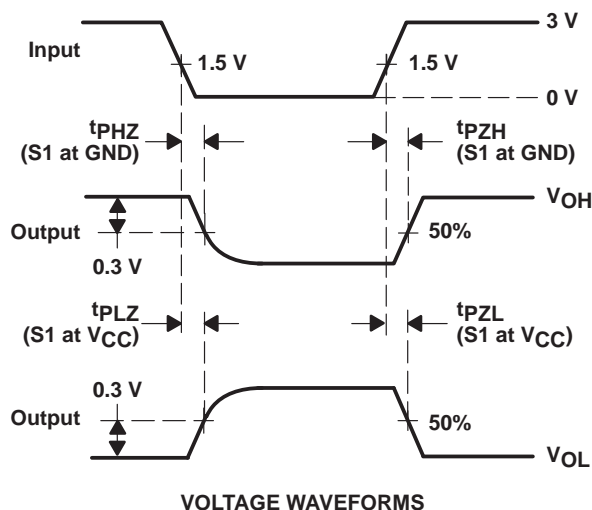 3 V
Input
1.5 V
1.5 V
0 V
tPHZ
(S1 at GND)
tPZH
(S1 at GND)
VOH
Output
50%
0.3 V
tPLZ
(S1 at VCC)
tPZL
(S1 at VCC)
0.3 V
Output
50%
VOL
VOLTAGE WAVEFORMS